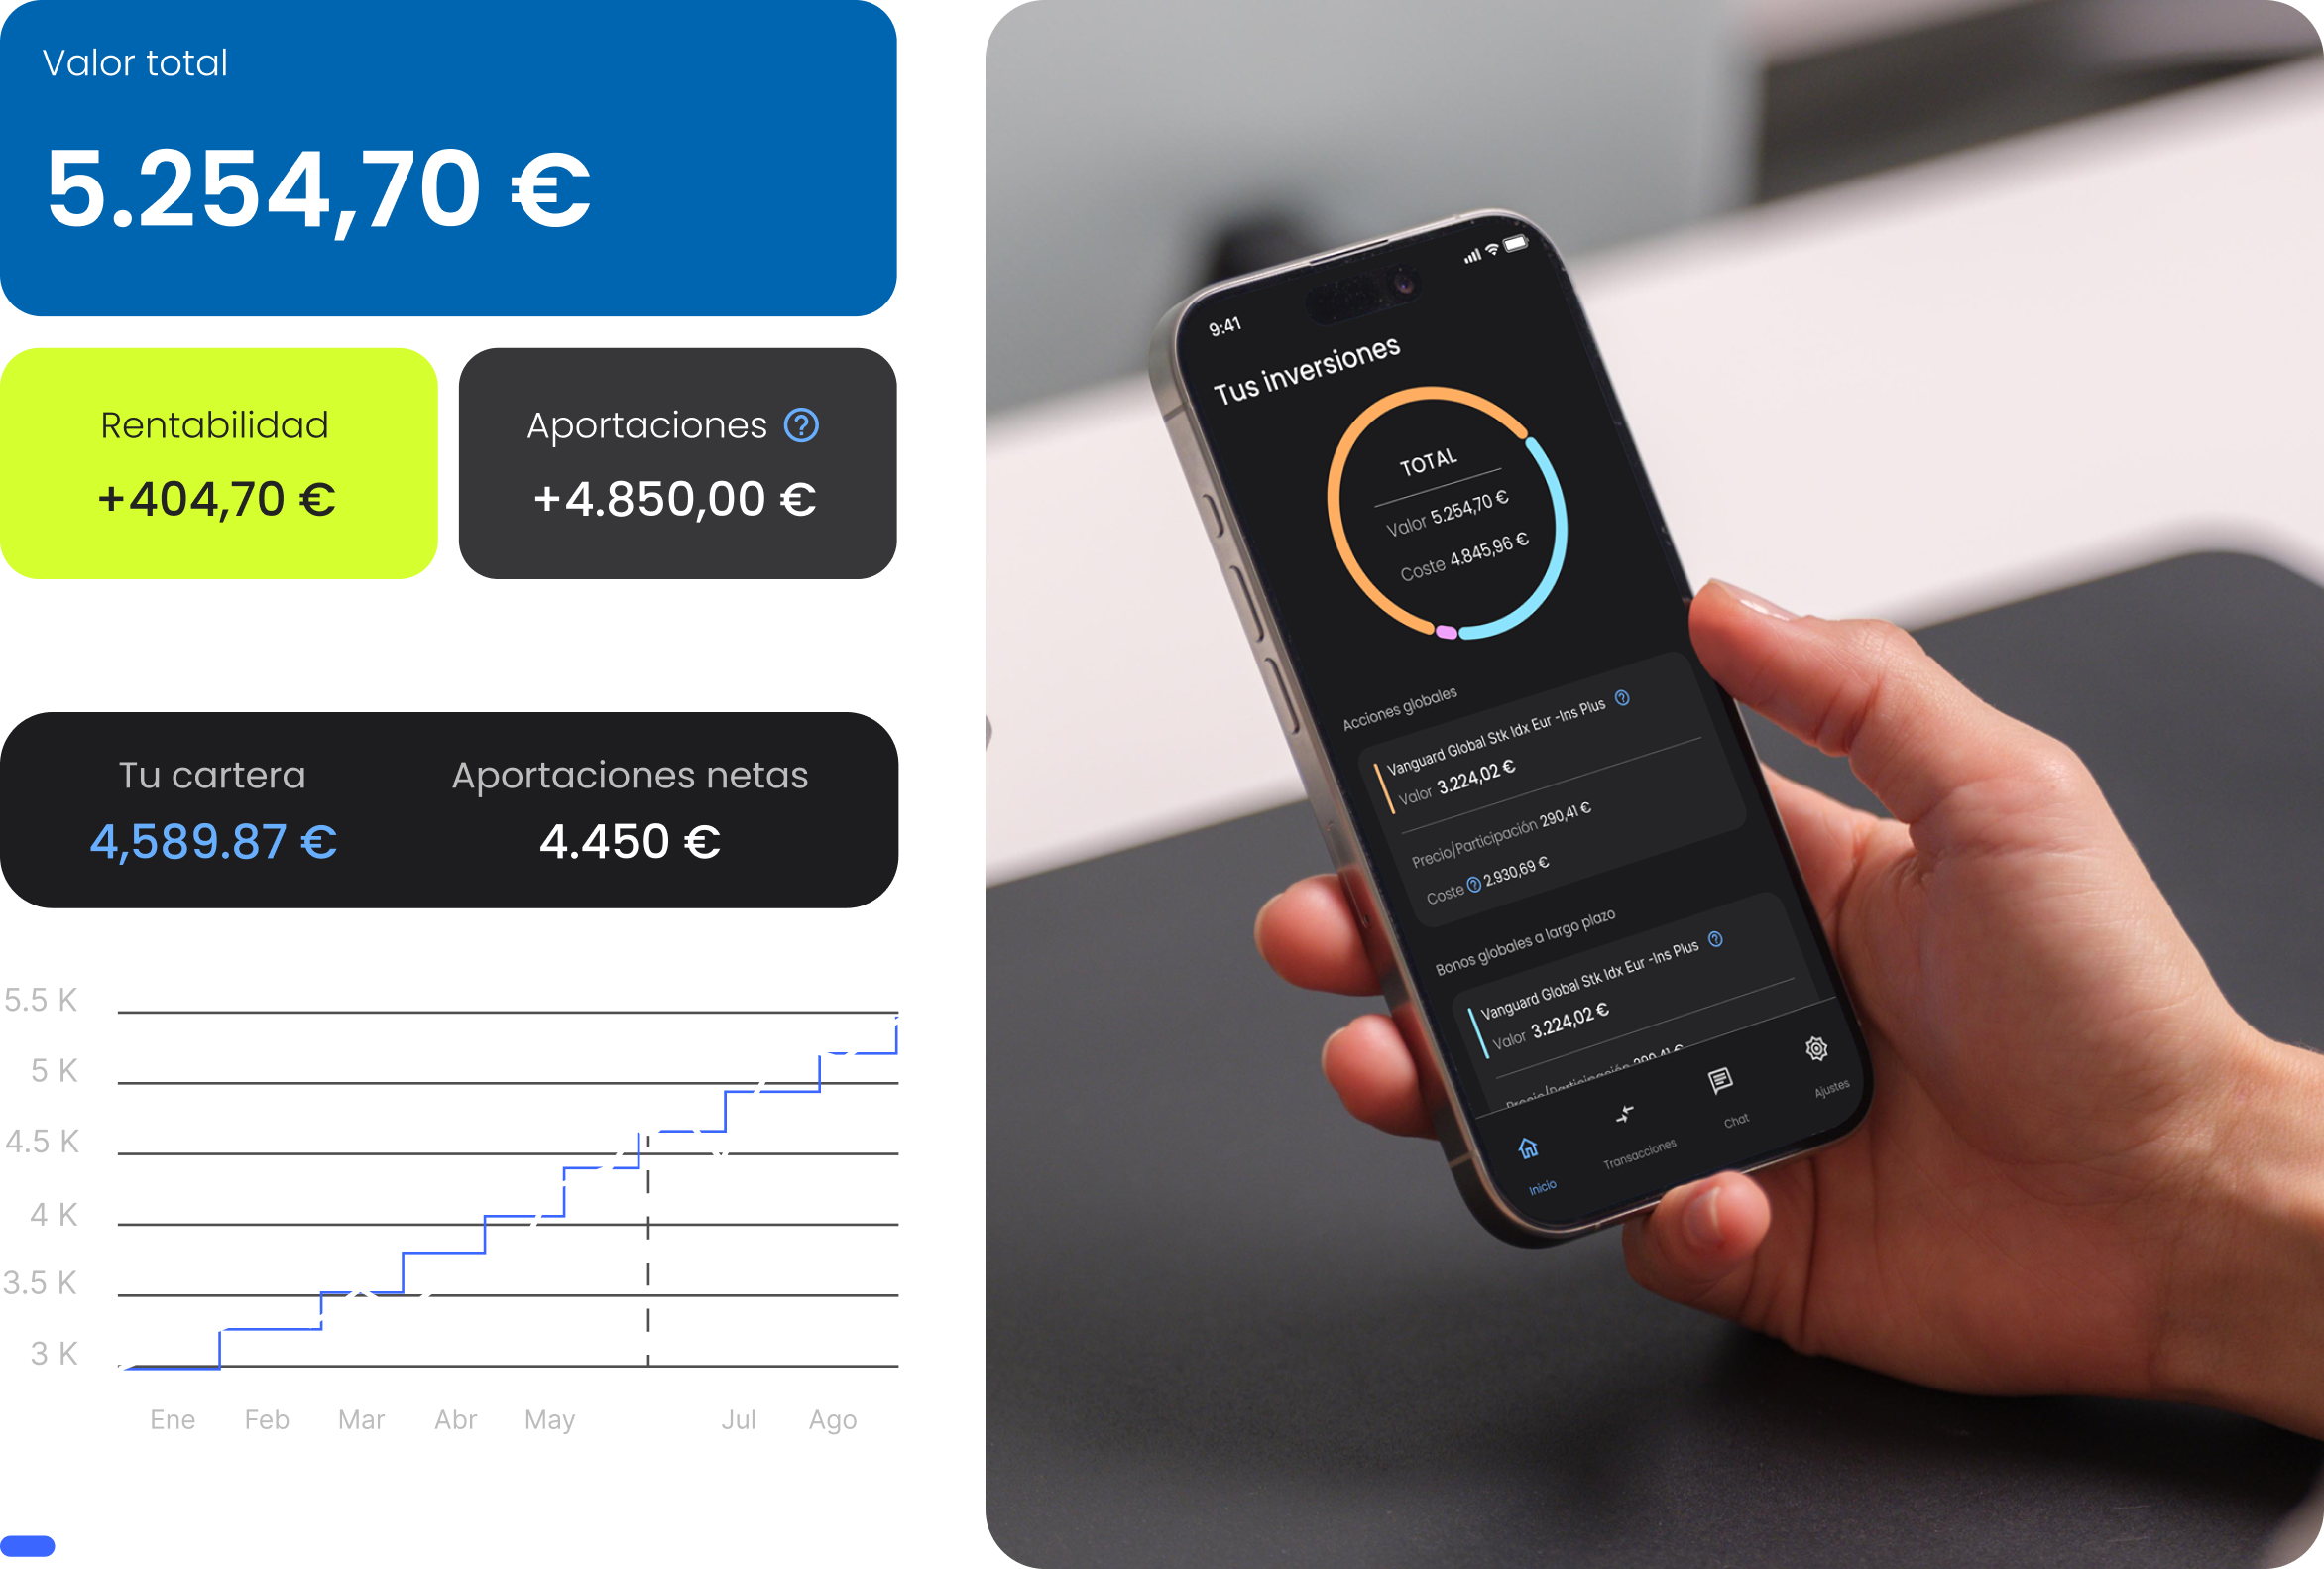 Valor total
5.254,70 €
Rentabilidad
+404,70 €
Aportaciones ?
+4.850,00 €
Tu cartera
4,589.87 €
Aportaciones netas
4.450 €
5.5 K
5 K
4.5 K
4 K
3.5 K
3 K
Ene Feb Mar Abr May Jul Ago
9:41
Tus inversiones
TOTAL
Valor 5.254,70 €
Coste 4.845,96 €
Acciones globales
Vanguard Global Stk Idx Eur -Ins Plus ?
Valor 3.224,02 €
Precio/Participación 290,41 €
Coste ? 2.930,69 €
Bonos globales a largo plazo
Vanguard Global Stk Idx Eur -Ins Plus ?
Valor 3.224,02 €
Precio/Participación 290,41 €
Inicio
Transacciones
Chat
Ajustes